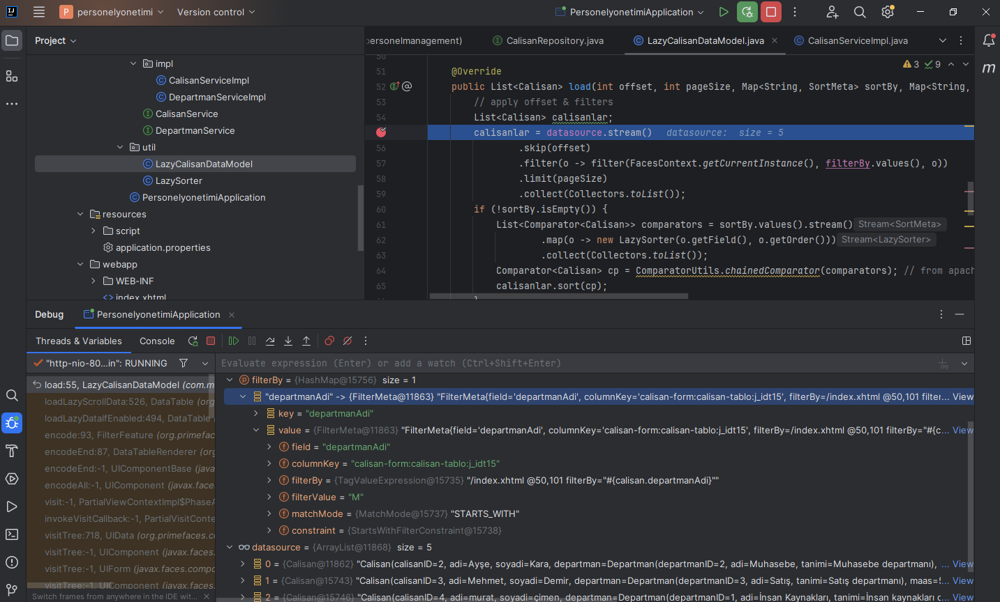 P personelyonetimi
Version control
PersonelyonetimiApplication
Project
impl
CalisanServiceImpl
DepartmanServiceImpl
CalisanService
DepartmanService
util
LazyCalisanDataModel
LazySorter
PersonelyonetimiApplication
resources
script
application.properties
webapp
WEB-INF
<> index.xhtml
personelmanagement)
CalisanRepository.java
LazyCalisanDataModel.java
CalisanServiceImpl.java
3 9
50
51 @Override
52 public List<Calisan> load(int offset, int pageSize, Map<String, SortMeta> sortBy, Map<String,
53 // apply offset & filters
54 List<Calisan> calisanlar;
calisanlar = datasource.stream() datasource: size = 5
56 .skip(offset)
57 .filter(o -> filter(FacesContext.getCurrentInstance(), filterBy.values(), o))
58 .limit(pageSize)
59 .collect(Collectors.toList());
60 if (!sortBy.isEmpty()) {
61 List<Comparator<Calisan>> comparators = sortBy.values().stream() Stream<SortMeta>
62 .map(o -> new LazySorter(o.getField(), o.getOrder())) Stream<LazySorter>
63 .collect(Collectors.toList());
64 Comparator<Calisan> cp = ComparatorUtils.chainedComparator(comparators); // from apach
65 calisanlar.sort(cp);
Debug
PersonelyonetimiApplication
Threads & Variables
Console
"http-nio-80...in": RUNNING
load:55, LazyCalisanDataModel (com.m
loadLazyScrollData:526, DataTable (org
loadLazyDataIfEnabled:494, DataTable
encode:93, FilterFeature (org.primefac
encodeEnd:87, DataTableRenderer (org
encodeEnd:-1, UIComponentBase (java
encodeAll:-1, UIComponent (javax.faces
visit:-1, PartialViewContextImpl$PhaseA
invokeVisitCallback:-1, PartialVisitConte
visitTree:718, UIData (org.primefaces.co
visitTree:-1, UIComponent (javax.faces.
visitTree:-1, UIForm (javax.faces.compo
visitTree:-1, UIComponent (javax.faces.
Switch frames from anywhere in the IDE wit...
Evaluate expression (Enter) or add a watch (Ctrl+Shift+Enter)
filterBy = {HashMap@15756} size = 1
"departmanAdi" -> {FilterMeta@11863} "FilterMeta{field='departmanAdi', columnKey='calisan-form:calisan-tablo:j_idt15', filterBy=/index.xhtml @50,101 filter... View
key = "departmanAdi"
value = {FilterMeta@11863} "FilterMeta{field='departmanAdi', columnKey='calisan-form:calisan-tablo:j_idt15', filterBy=/index.xhtml @50,101 filterBy="#{c... View
field = "departmanAdi"
columnKey = "calisan-form:calisan-tablo:j_idt15"
filterBy = {TagValueExpression@15735} "/index.xhtml @50,101 filterBy="#{calisan.departmanAdi}""
filterValue = "M"
matchMode = {MatchMode@15737} "STARTS_WITH"
constraint = {StartsWithFilterConstraint@15738}
datasource = {ArrayList@11868} size = 5
0 = {Calisan@11862} "Calisan(calisanID=2, adi=Ayşe, soyadi=Kara, departman=Departman(departmanID=2, adi=Muhasebe, tanimi=Muhasebe departmanı), ... View
1 = {Calisan@15743} "Calisan(calisanID=3, adi=Mehmet, soyadi=Demir, departman=Departman(departmanID=3, adi=Satış, tanimi=Satış departmanı), maas=5... View
2 = {Calisan@15746} "Calisan(calisanID=4, adi=murat, soyadi=çimen, departman=Departman(departmanID=1, adi=İnsan Kaynakları, tanimi=İnsan kaynakları c... View